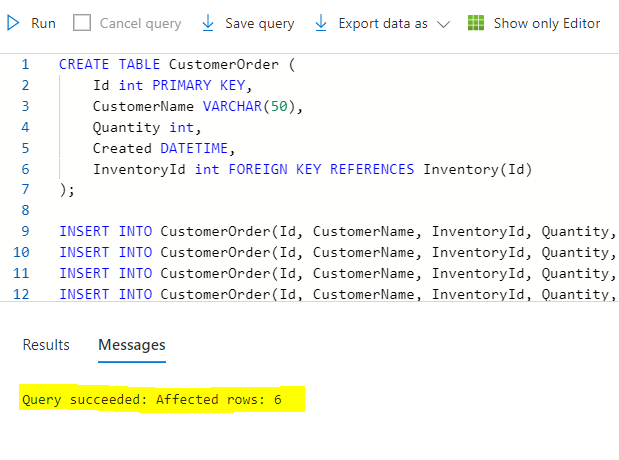 Run Cancel query Save query Export data as Show only Editor
1 CREATE TABLE CustomerOrder (
2 Id int PRIMARY KEY,
3 CustomerName VARCHAR(50),
4 Quantity int,
5 Created DATETIME,
6 InventoryId int FOREIGN KEY REFERENCES Inventory(Id)
7 );
8
9 INSERT INTO CustomerOrder(Id, CustomerName, InventoryId, Quantity,
10 INSERT INTO CustomerOrder(Id, CustomerName, InventoryId, Quantity,
11 INSERT INTO CustomerOrder(Id, CustomerName, InventoryId, Quantity,
12 INSERT INTO CustomerOrder(Id, CustomerName, InventoryId, Quantity,
Results Messages
Query succeeded: Affected rows: 6